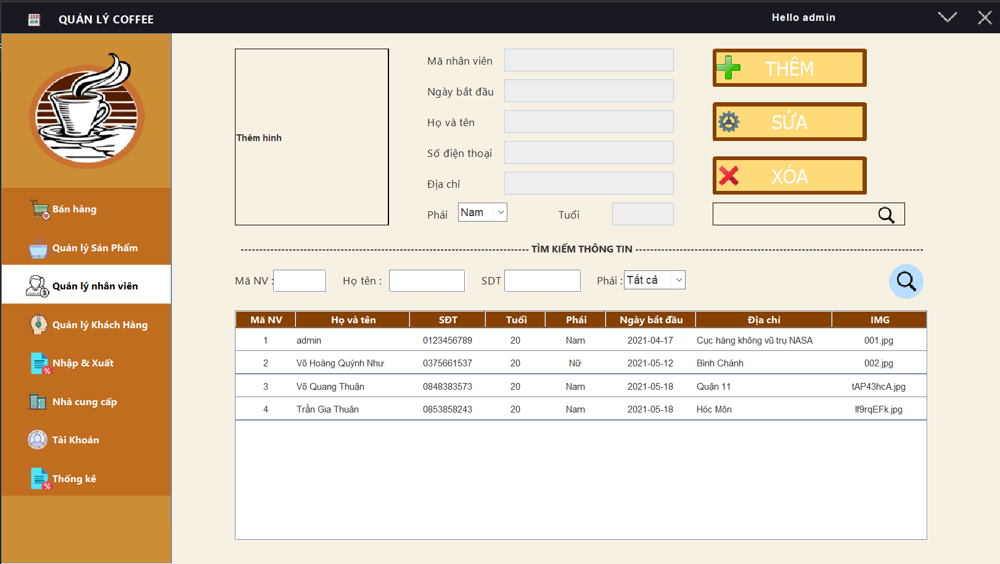 QUẢN LÝ COFFEE
Hello admin
Thêm hình
Mã nhân viên
Ngày bắt đầu
Họ và tên
Số điện thoại
Địa chỉ
Phái Nam Tuổi
THÊM
SỬA
XÓA
Bán hàng
Quản lý Sản Phẩm
Quản lý nhân viên
Quản lý Khách Hàng
Nhập & Xuất
Nhà cung cấp
Tài Khoản
Thống kê
TÌM KIẾM THÔNG TIN
Mã NV : Họ tên : SDT Phái : Tất cả
Mã NV Họ và tên SĐT Tuổi Phái Ngày bắt đầu Địa chỉ IMG
1 admin 0123456789 20 Nam 2021-04-17 Cục hàng không vũ trụ NASA 001.jpg
2 Võ Hoàng Quỳnh Như 0375661537 20 Nữ 2021-05-12 Bình Chánh 002.jpg
3 Võ Quang Thuận 0848383573 20 Nam 2021-05-18 Quận 11 tAP43hcA.jpg
4 Trần Gia Thuân 0853858243 20 Nam 2021-05-18 Hóc Môn